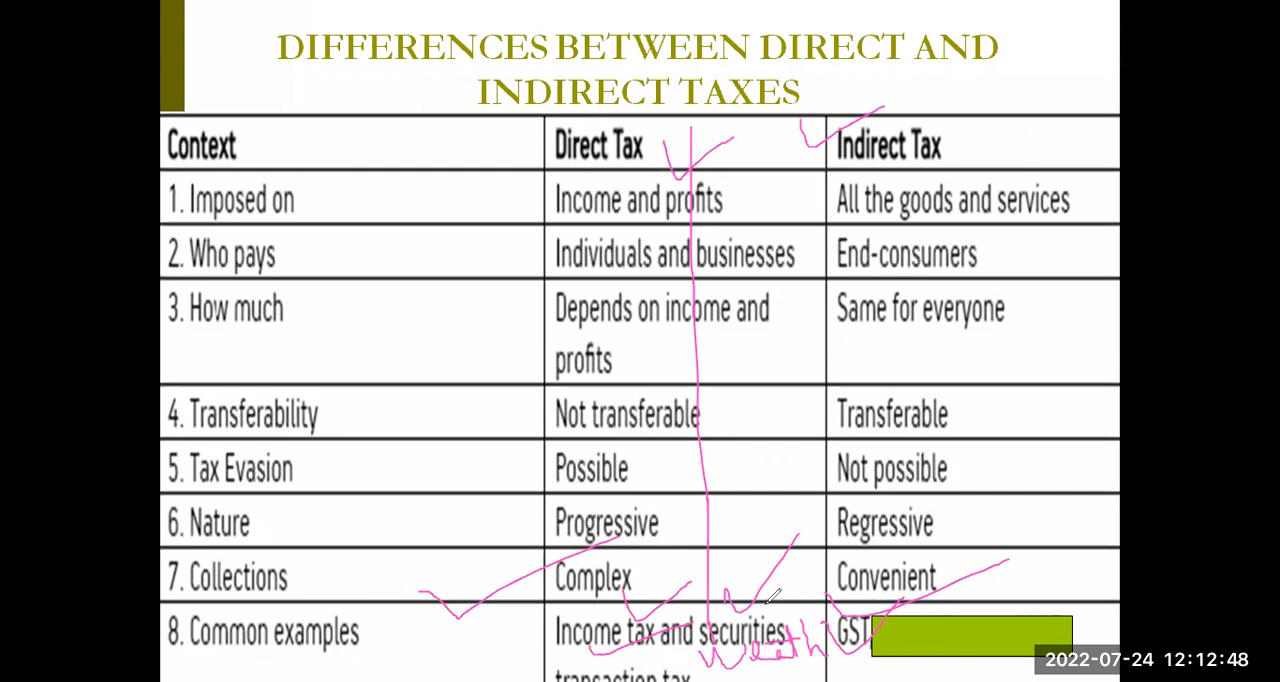 DIFFERENCES BETWEEN DIRECT AND
INDIRECT TAXES
Context Direct Tax Indirect Tax
1. Imposed on Income and profits All the goods and services
2. Who pays Individuals and businesses End-consumers
3. How much Depends on income and Same for everyone
profits
4. Transferability Not transferable Transferable
5. Tax Evasion Possible Not possible
6. Nature Progressive Regressive
7. Collections Complex Convenient
8. Common examples Income tax and securities GST
transaction tax
2022-07-24 12:12:48